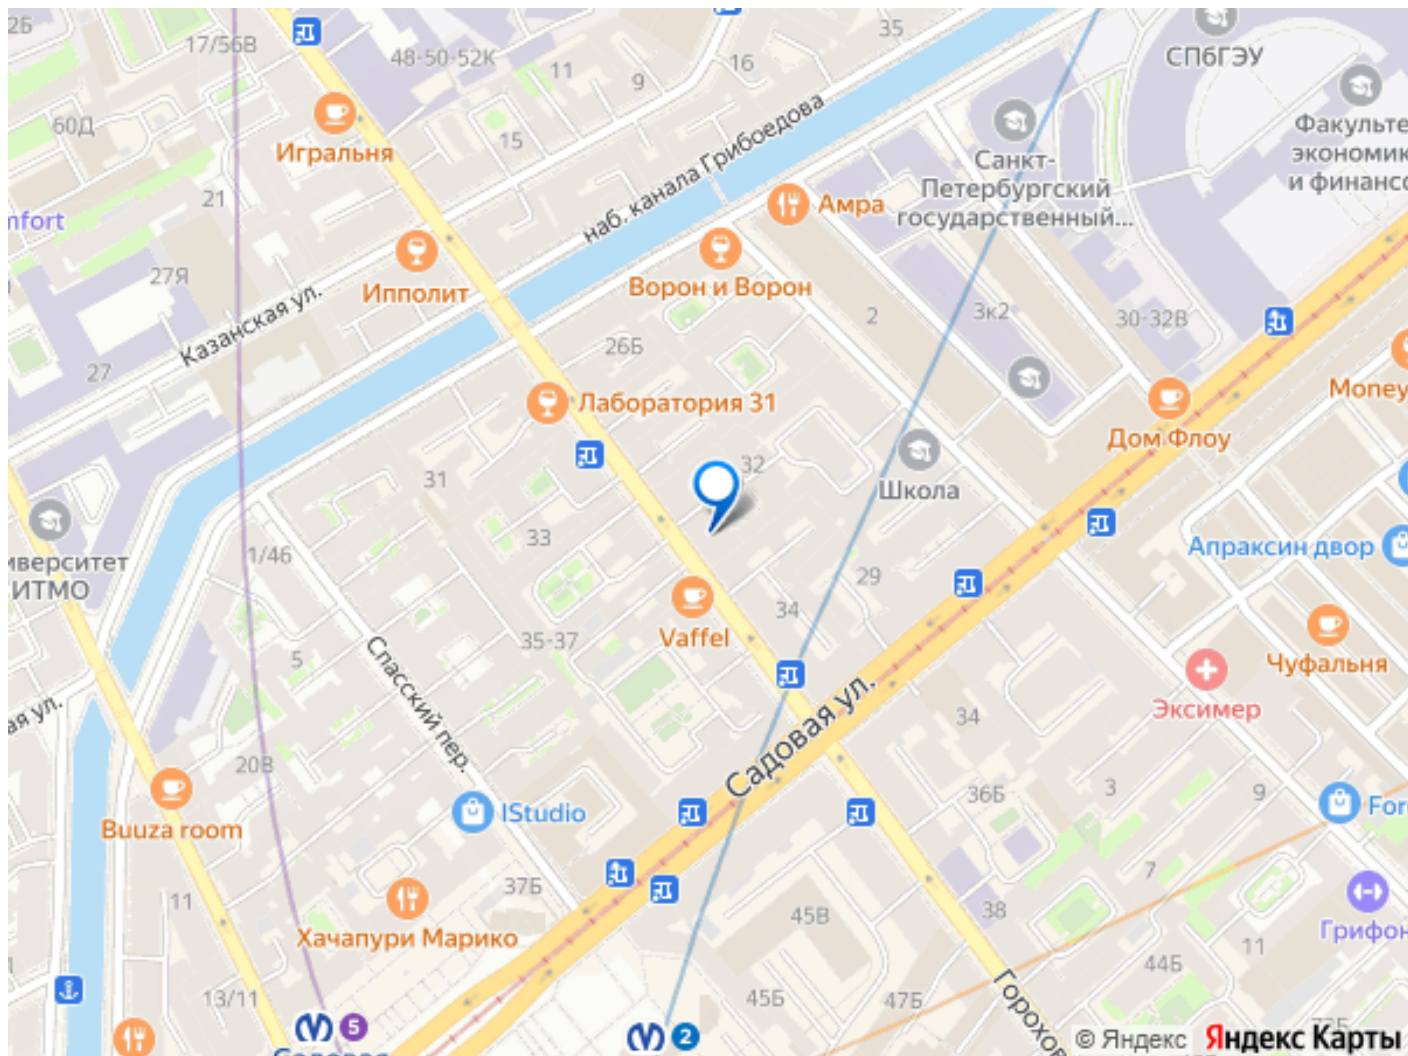 2Б
17/56В
48-50-52К
11
9
16
35
СПбГЭУ
60Д
Игральня
15
наб. канала Грибоедова
Санкт-
Петербургский
государственный...
Факульте
экономик
и финансо
21
mfort
Амра
27Я
Ипполит
Ворон и Ворон
Казанская ул.
2
3к2
30-32В
27
26Б
Лаборатория 31
Money
Дом Флоу
31
32
Школа
33
1/46
иверситет
ИТМО
Апраксин двор
29
34
35-37
Vaffel
5
Спасский пер.
Чуфальня
Эксимер
ая ул.
Садовая ул.
34
20В
36Б
3
9
Buuza room
IStudio
For
7
37Б
11
45В
38
Хачапури Марико
Грифон
11
44Б
13/11
45Б
47Б
Горохов
5
2
© Яндекс Яндекс Карты